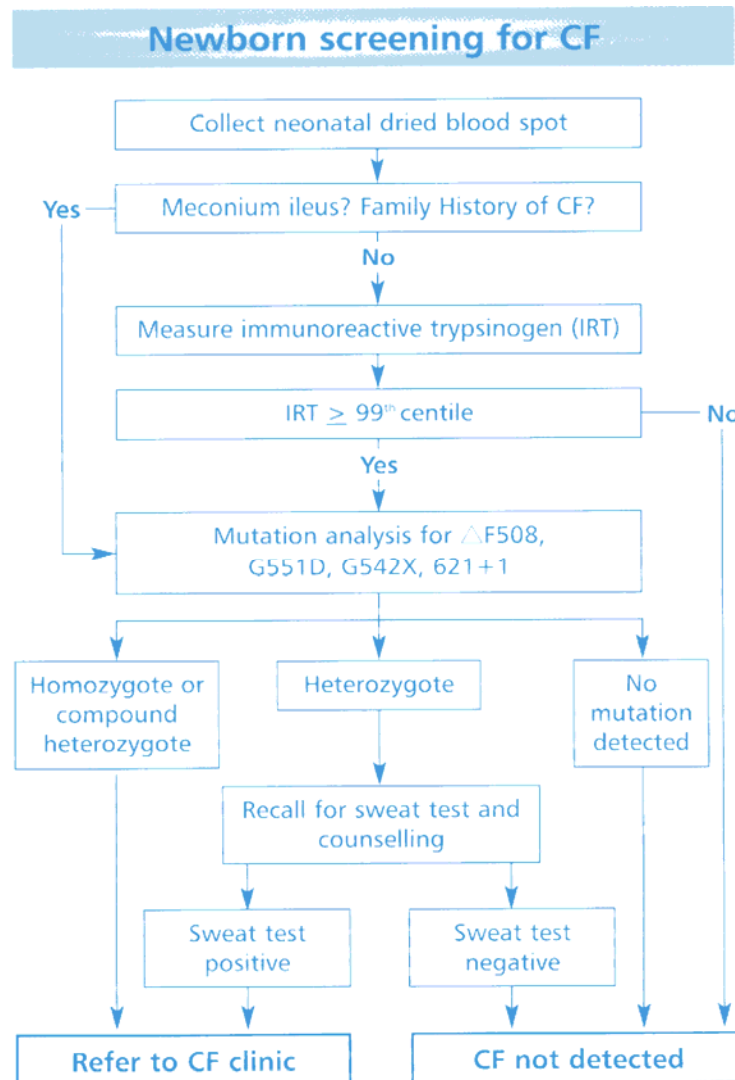 Newborn screening for CF
Collect neonatal dried blood spot
Yes
Meconium ileus? Family History of CF?
No
Measure immunoreactive trypsinogen (IRT)
IRT ≥ 99th centile
No
Yes
Mutation analysis for △F508,
G551D, G542X, 621+1
Homozygote or
compound
heterozygote
Heterozygote
No
mutation
detected
Recall for sweat test and
counselling
Sweat test
positive
Sweat test
negative
Refer to CF clinic
CF not detected